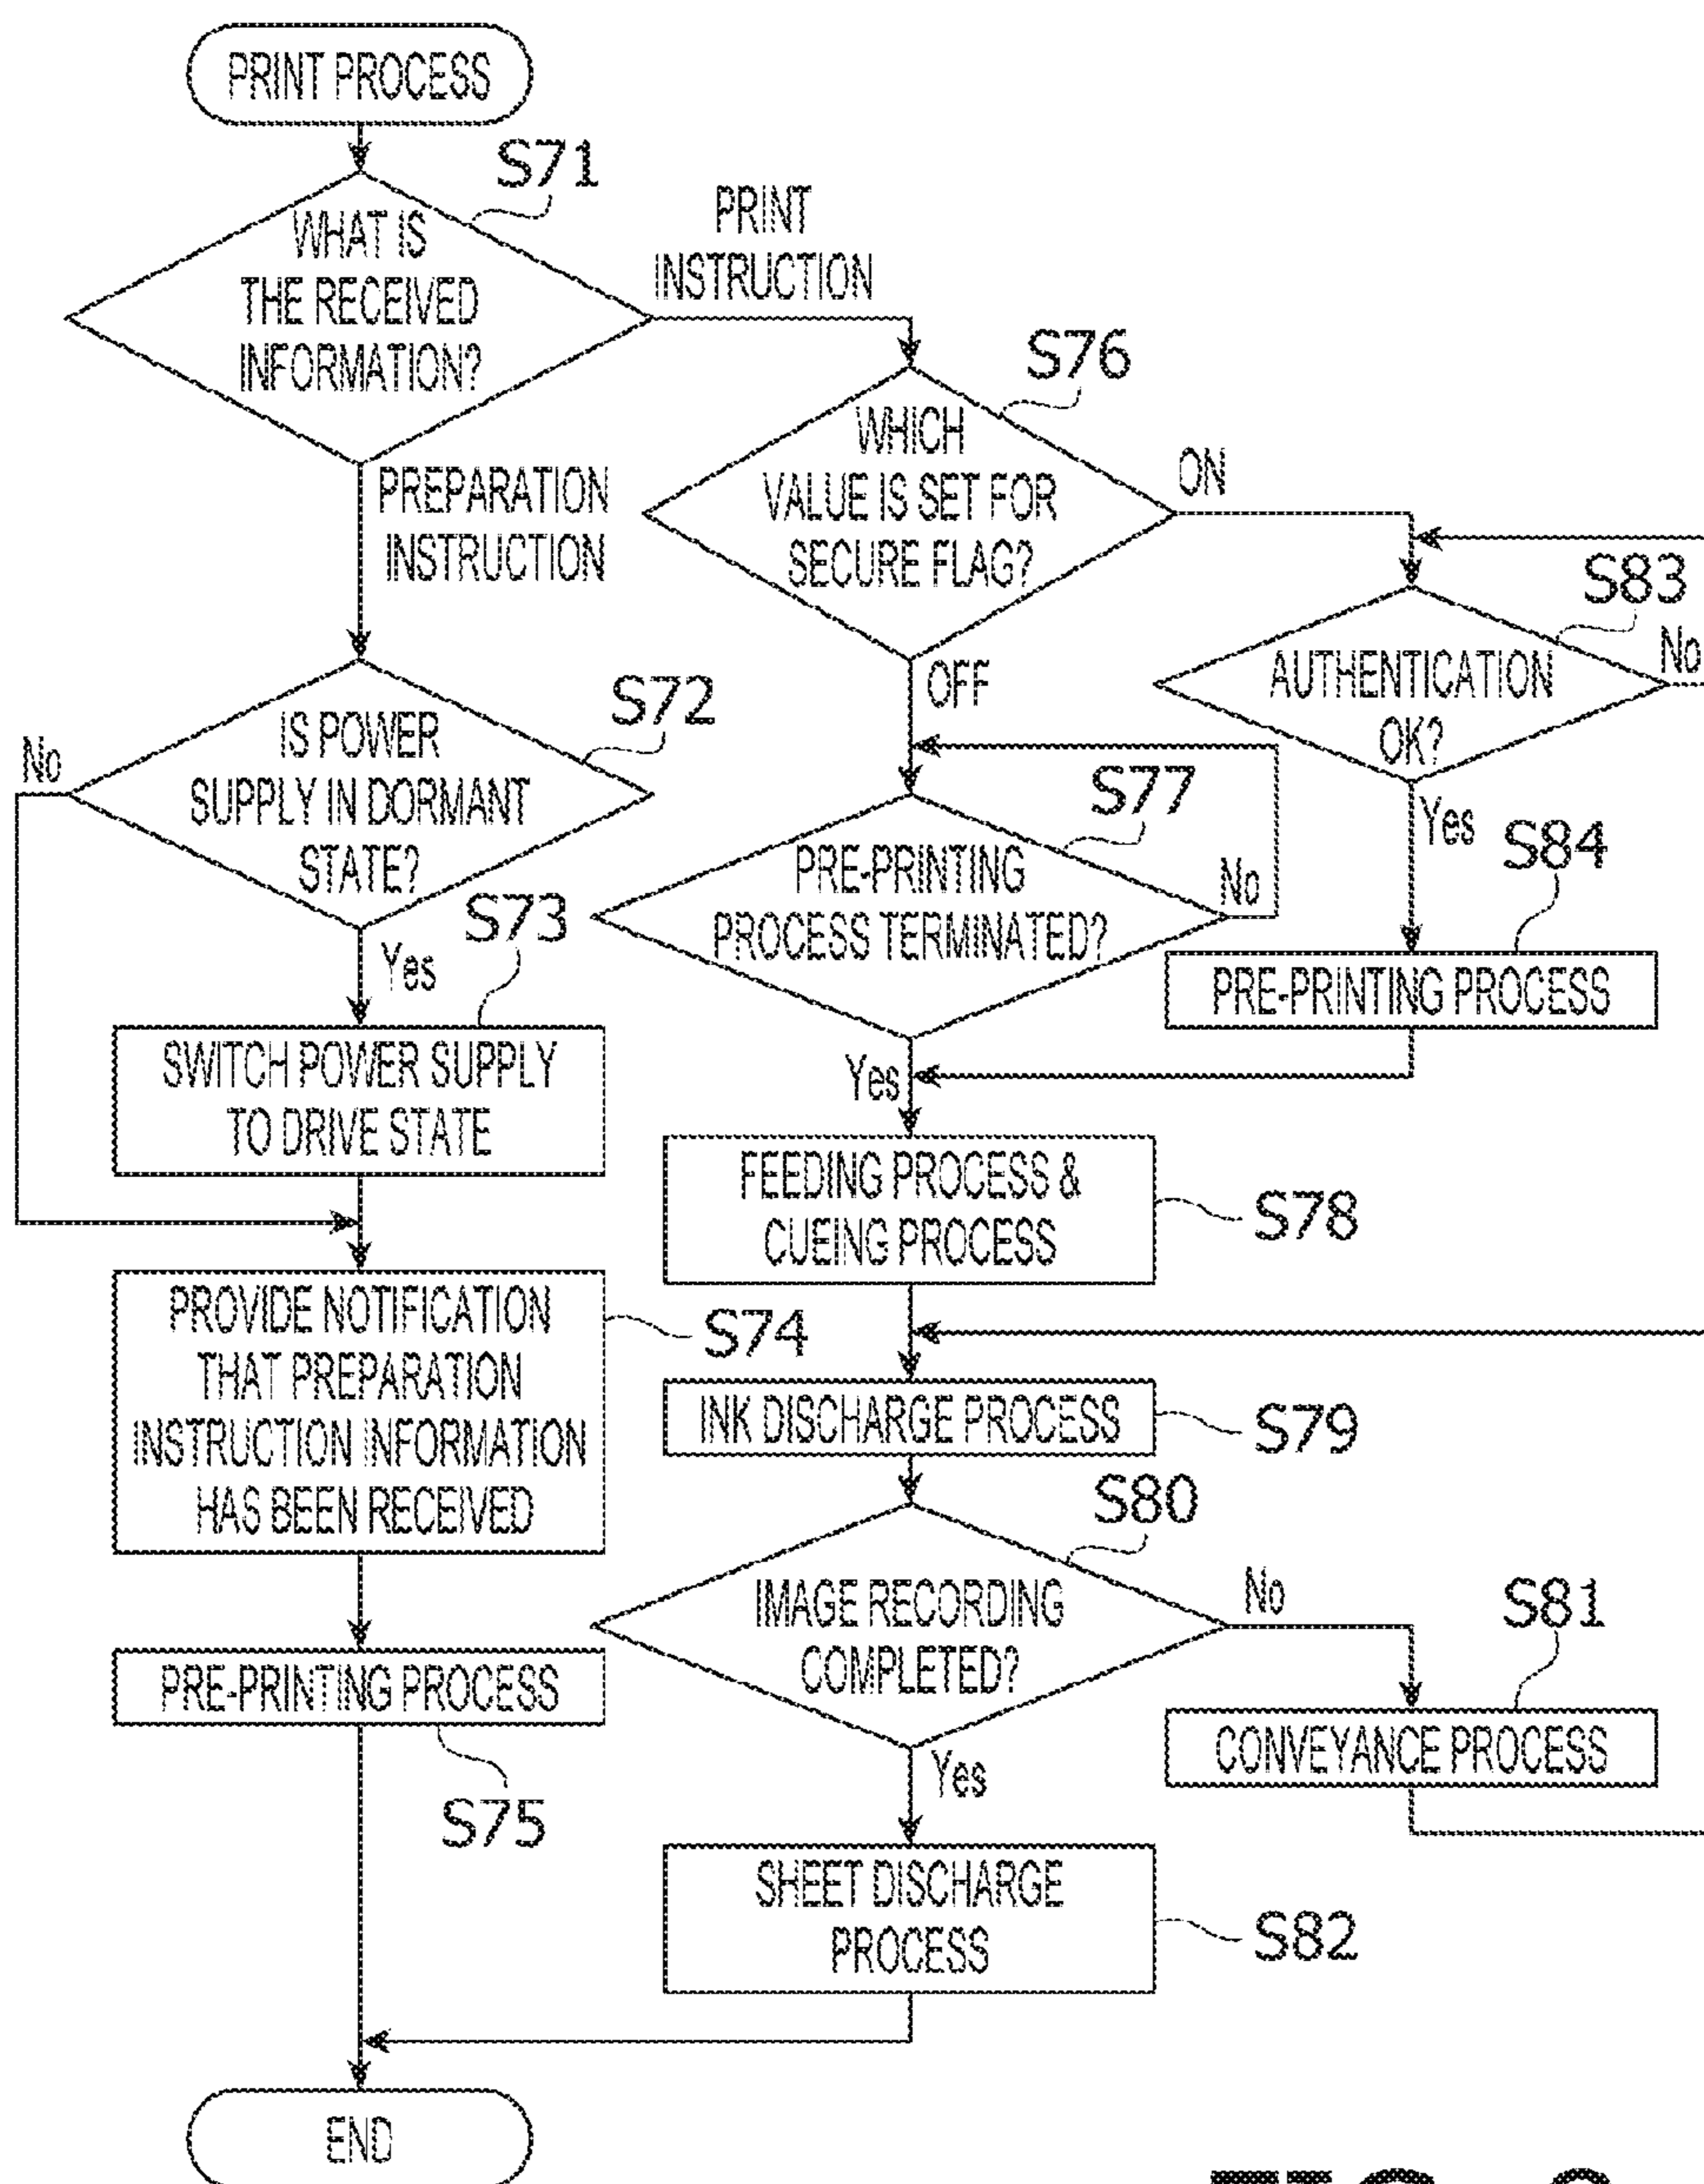 PRINT PROCESS
S71
WHAT IS
THE RECEIVED
INFORMATION?
PRINT
INSTRUCTION
PREPARATION
INSTRUCTION
S76
WHICH
VALUE IS SET FOR
SECURE FLAG?
ON
OFF
S83
AUTHENTICATION
OK?
No
Yes
S72
IS POWER
SUPPLY IN DORMANT
STATE?
No
Yes
S77
PRE-PRINTING
PROCESS TERMINATED?
No
Yes
S84
PRE-PRINTING PROCESS
S73
SWITCH POWER SUPPLY
TO DRIVE STATE
FEEDING PROCESS &
CUEING PROCESS
S78
PROVIDE NOTIFICATION
THAT PREPARATION
INSTRUCTION INFORMATION
HAS BEEN RECEIVED
S74
INK DISCHARGE PROCESS
S79
S80
IMAGE RECORDING
COMPLETED?
No
Yes
S81
CONVEYANCE PROCESS
PRE-PRINTING PROCESS
S75
SHEET DISCHARGE
PROCESS
S82
END